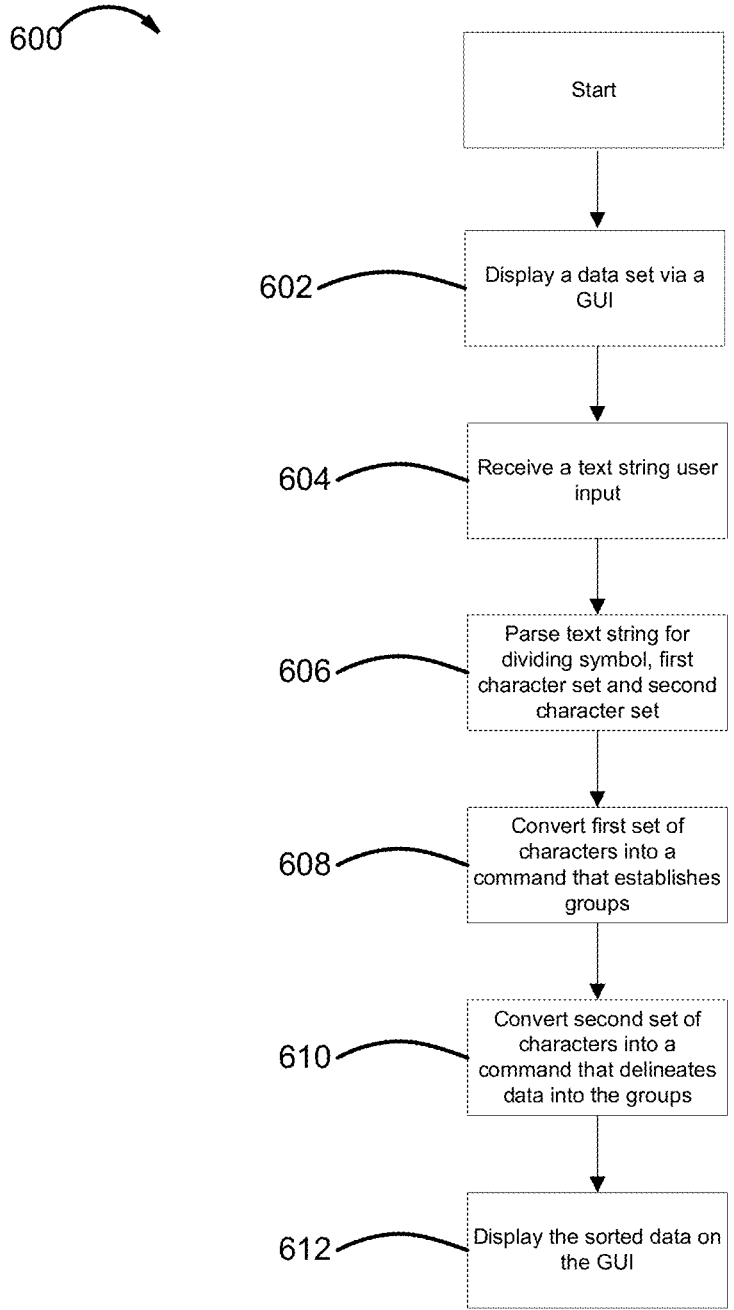 600
Start
602
Display a data set via a
GUI
604
Receive a text string user
input
606
Parse text string for
dividing symbol, first
character set and second
character set
608
Convert first set of
characters into a
command that establishes
groups
610
Convert second set of
characters into a
command that delineates
data into the groups
612
Display the sorted data on
the GUI